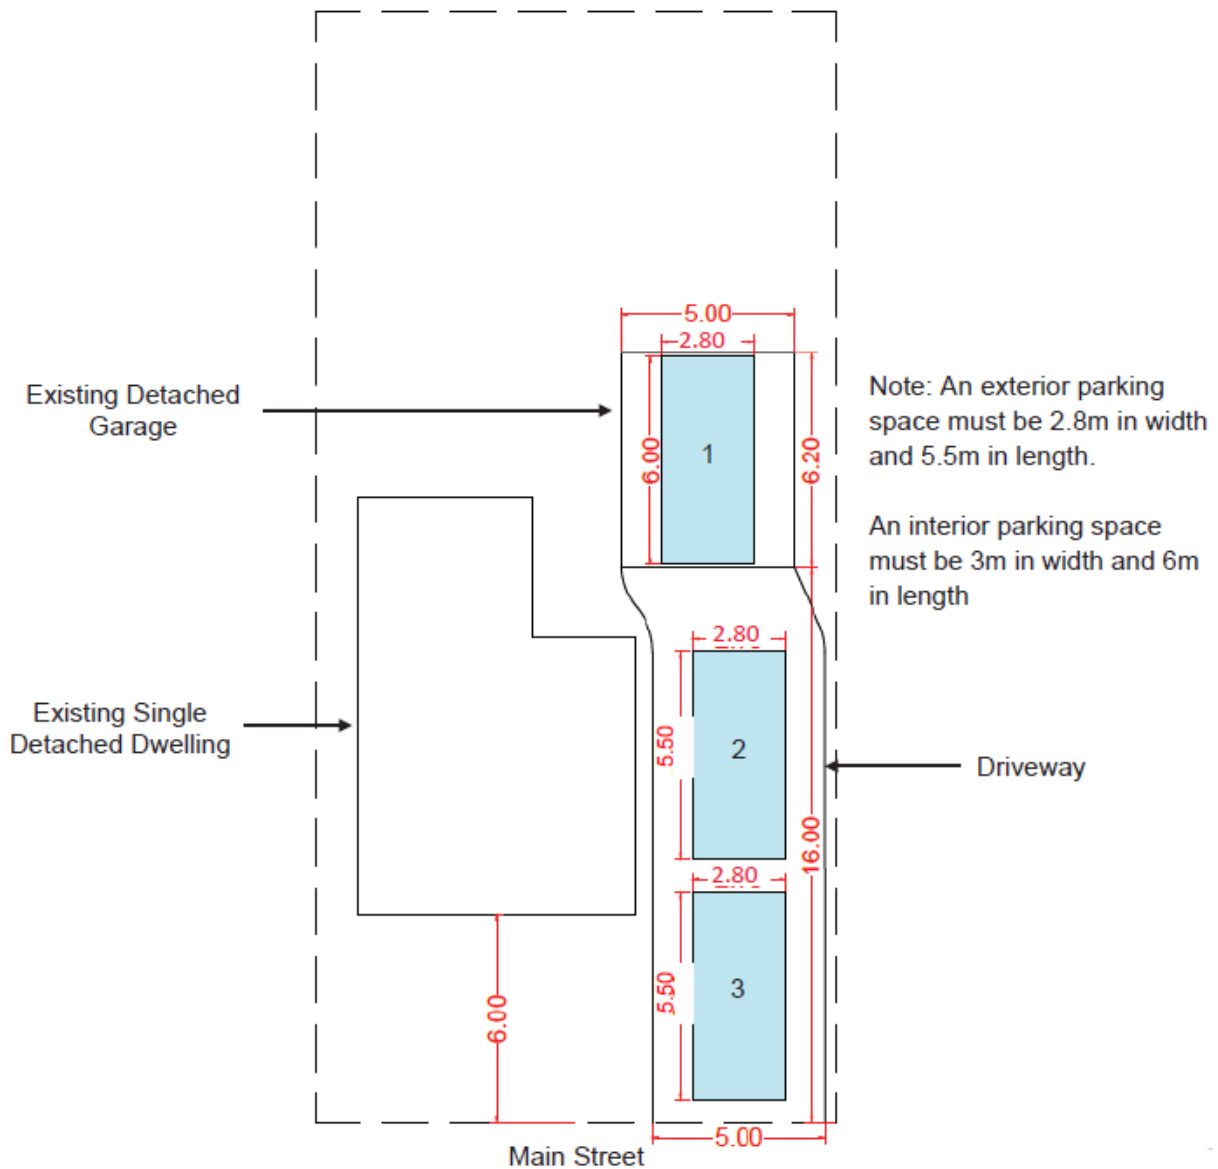 5.00
2.80
Existing Detached
Garage
6.00
1
6.20
Note: An exterior parking
space must be 2.8m in width
and 5.5m in length.
An interior parking space
must be 3m in width and 6m
in length
2.80
Existing Single
Detached Dwelling
5.50
2
Driveway
16.00
2.80
5.50
3
6.00
5.00
Main Street